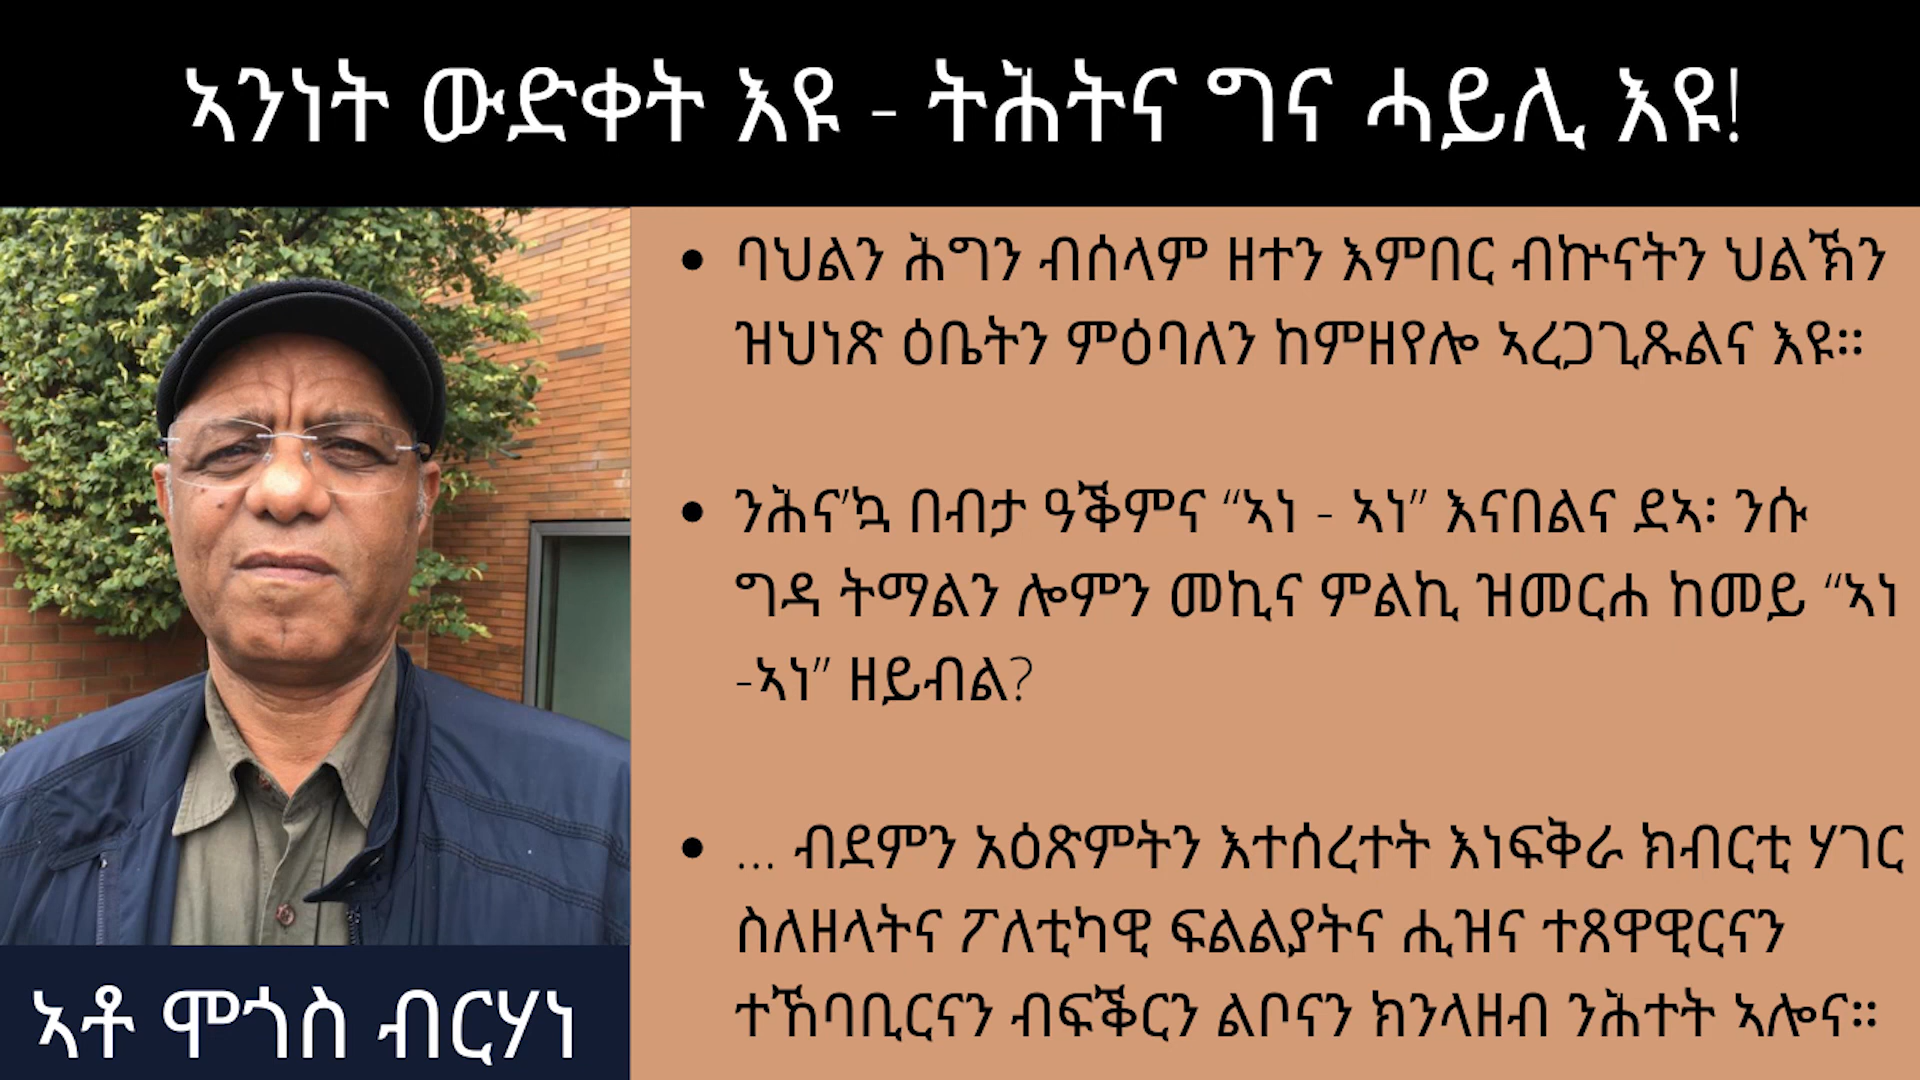 ኣንነት ውድቀት እዩ - ትሕትና ግና ሓይሊ እዩ!
ባህልን ሕግን ብሰላም ዘተን እምበር ብኵናትን ህልኽን
ዝህነጽ ዕቤትን ምዕባለን ከምዘየሎ ኣረጋጊጹልና እዩ።
ንሕና’ኳ በብታ ዓቕምና “ኣነ - ኣነ” እናበልና ደኣ፡ ንሱ
ግዳ ትማልን ሎምን መኪና ምልኪ ዝመርሐ ከመይ “ኣነ
-ኣነ” ዘይብል?
... ብደምን አዕጽምትን እተሰረተት እነፍቅራ ክብርቲ ሃገር
ስለዘላትና ፖለቲካዊ ፍልልያትና ሒዝና ተጸዋዊርናን
ተኸባቢርናን ብፍቕርን ልቦናን ክንላዘብ ንሕተት ኣሎና።
ኣቶ ሞጎስ ብርሃነ